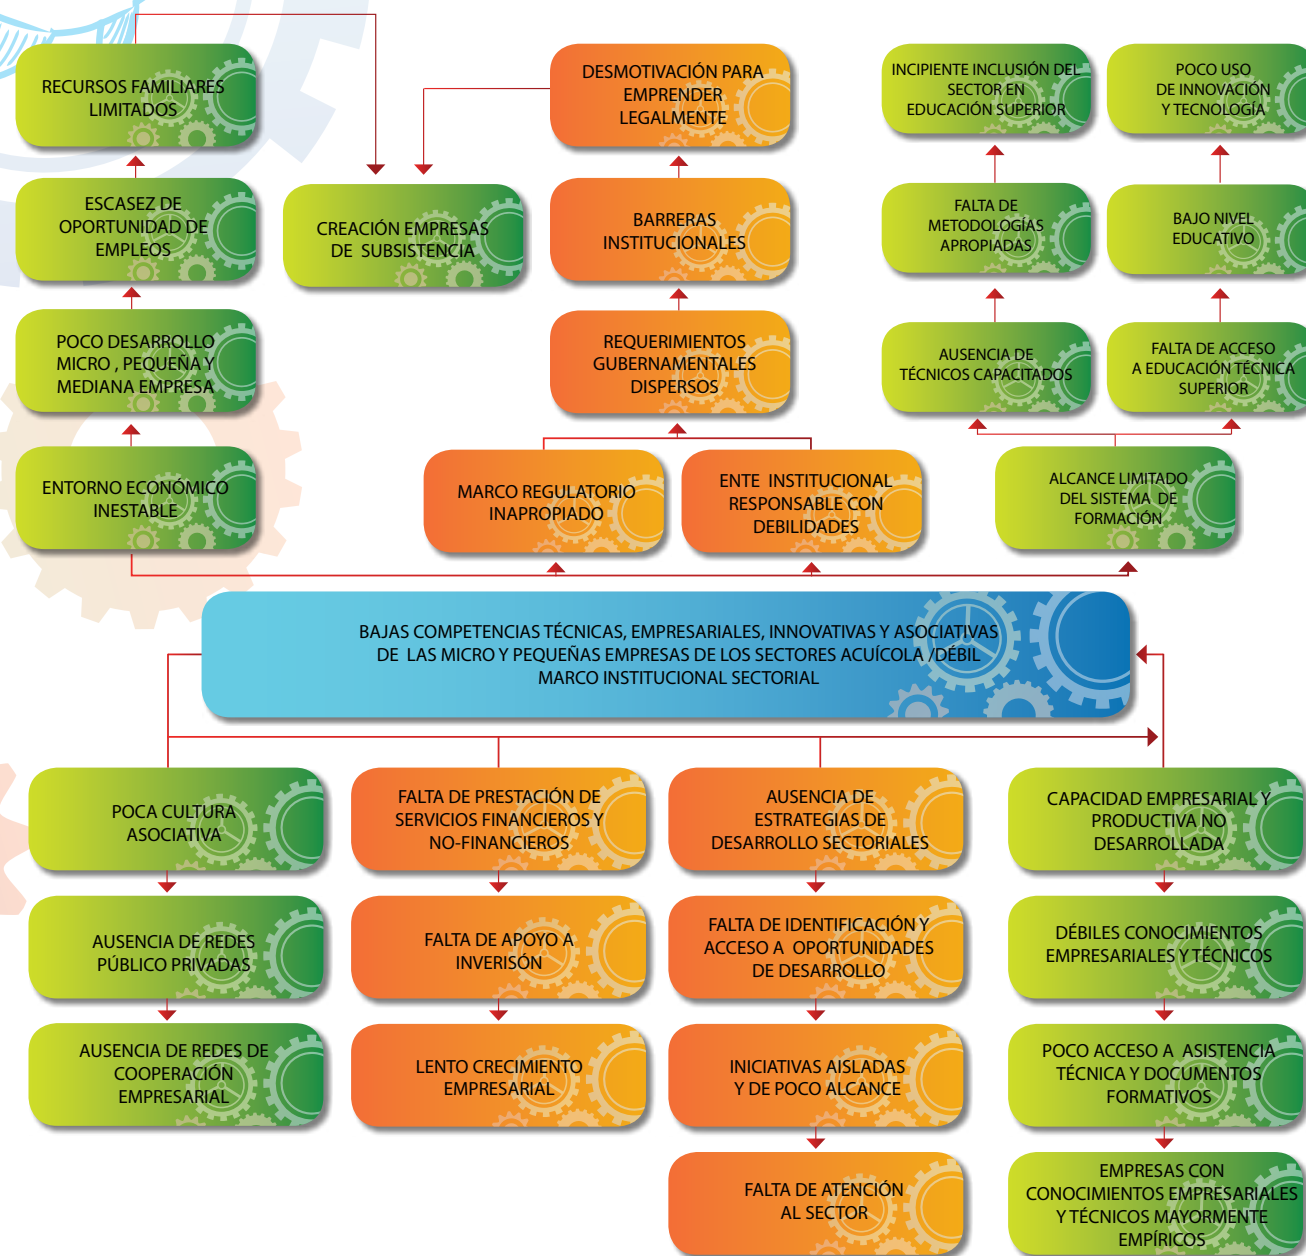 RECURSOS FAMILIARES
LIMITADOS
DESMOTIVACIÓN PARA
EMPRENDER
LEGALMENTE
INCIPIENTE INCLUSIÓN DEL
SECTOR EN
EDUCACIÓN SUPERIOR
POCO USO
DE INNOVACIÓN
Y TECNOLOGÍA
ESCASEZ DE
OPORTUNIDAD DE
EMPLEOS
CREACIÓN EMPRESAS
DE SUBSISTENCIA
BARRERAS
INSTITUCIONALES
FALTA DE
METODOLOGÍAS
APROPIADAS
BAJO NIVEL
EDUCATIVO
POCO DESARROLLO
MICRO , PEQUEÑA Y
MEDIANA EMPRESA
REQUERIMIENTOS
GUBERNAMENTALES
DISPERSOS
AUSENCIA DE
TÉCNICOS CAPACITADOS
FALTA DE ACCESO
A EDUCACIÓN TÉCNICA
SUPERIOR
ENTORNO ECONÓMICO
INESTABLE
MARCO REGULATORIO
INAPROPIADO
ENTE INSTITUCIONAL
RESPONSABLE CON
DEBILIDADES
ALCANCE LIMITADO
DEL SISTEMA DE
FORMACIÓN
BAJAS COMPETENCIAS TÉCNICAS, EMPRESARIALES, INNOVATIVAS Y ASOCIATIVAS
DE LAS MICRO Y PEQUEÑAS EMPRESAS DE LOS SECTORES ACUÍCOLA /DÉBIL
MARCO INSTITUCIONAL SECTORIAL
POCA CULTURA
ASOCIATIVA
FALTA DE PRESTACIÓN DE
SERVICIOS FINANCIEROS Y
NO-FINANCIEROS
AUSENCIA DE
ESTRATEGIAS DE
DESARROLLO SECTORIALES
CAPACIDAD EMPRESARIAL Y
PRODUCTIVA NO
DESARROLLADA
AUSENCIA DE REDES
PÚBLICO PRIVADAS
FALTA DE APOYO A
INVERISÓN
FALTA DE IDENTIFICACIÓN Y
ACCESO A OPORTUNIDADES
DE DESARROLLO
DÉBILES CONOCIMIENTOS
EMPRESARIALES Y TÉCNICOS
AUSENCIA DE REDES DE
COOPERACIÓN
EMPRESARIAL
LENTO CRECIMIENTO
EMPRESARIAL
INICIATIVAS AISLADAS
Y DE POCO ALCANCE
POCO ACCESO A ASISTENCIA
TÉCNICA Y DOCUMENTOS
FORMATIVOS
FALTA DE ATENCIÓN
AL SECTOR
EMPRESAS CON
CONOCIMIENTOS EMPRESARIALES
Y TÉCNICOS MAYORMENTE
EMPÍRICOS